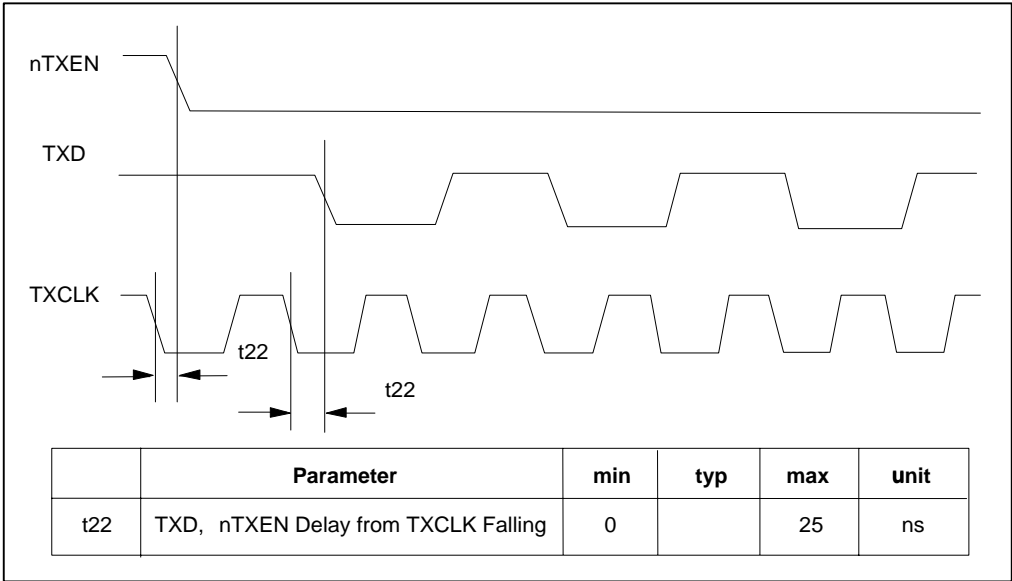 nTXEN
TXD
TXCLK
t22
t22
Parameter min typ max unit
t22 TXD, nTXEN Delay from TXCLK Falling 0 25 ns